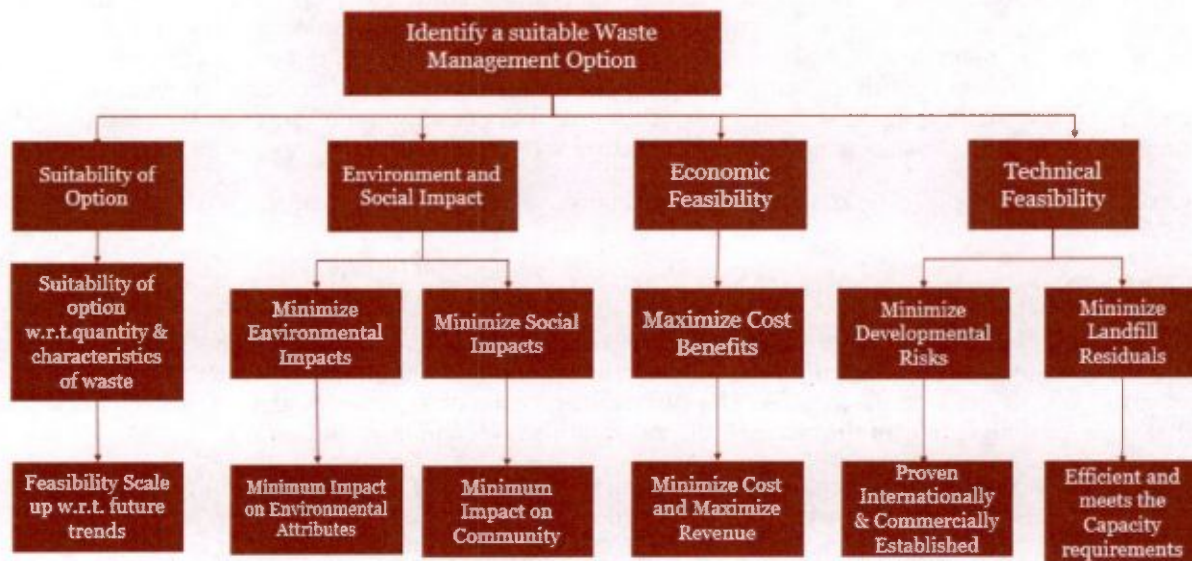 Identify a suitable Waste
Management Option
Suitability of
Option
Environment and
Social Impact
Economic
Feasibility
Technical
Feasibility
Suitability of
option
w.r.t.quantity &
characteristics
of waste
Minimize
Environmental
Impacts
Minimize Social
Impacts
Maximize Cost
Benefits
Minimize
Developmental
Risks
Minimize
Landfill
Residuals
Feasibility Scale
up w.r.t. future
trends
Minimum Impact
on Environmental
Attributes
Minimum
Impact on
Community
Minimize Cost
and Maximize
Revenue
Proven
Internationally
& Commercially
Established
Efficient and
meets the
Capacity
requirements